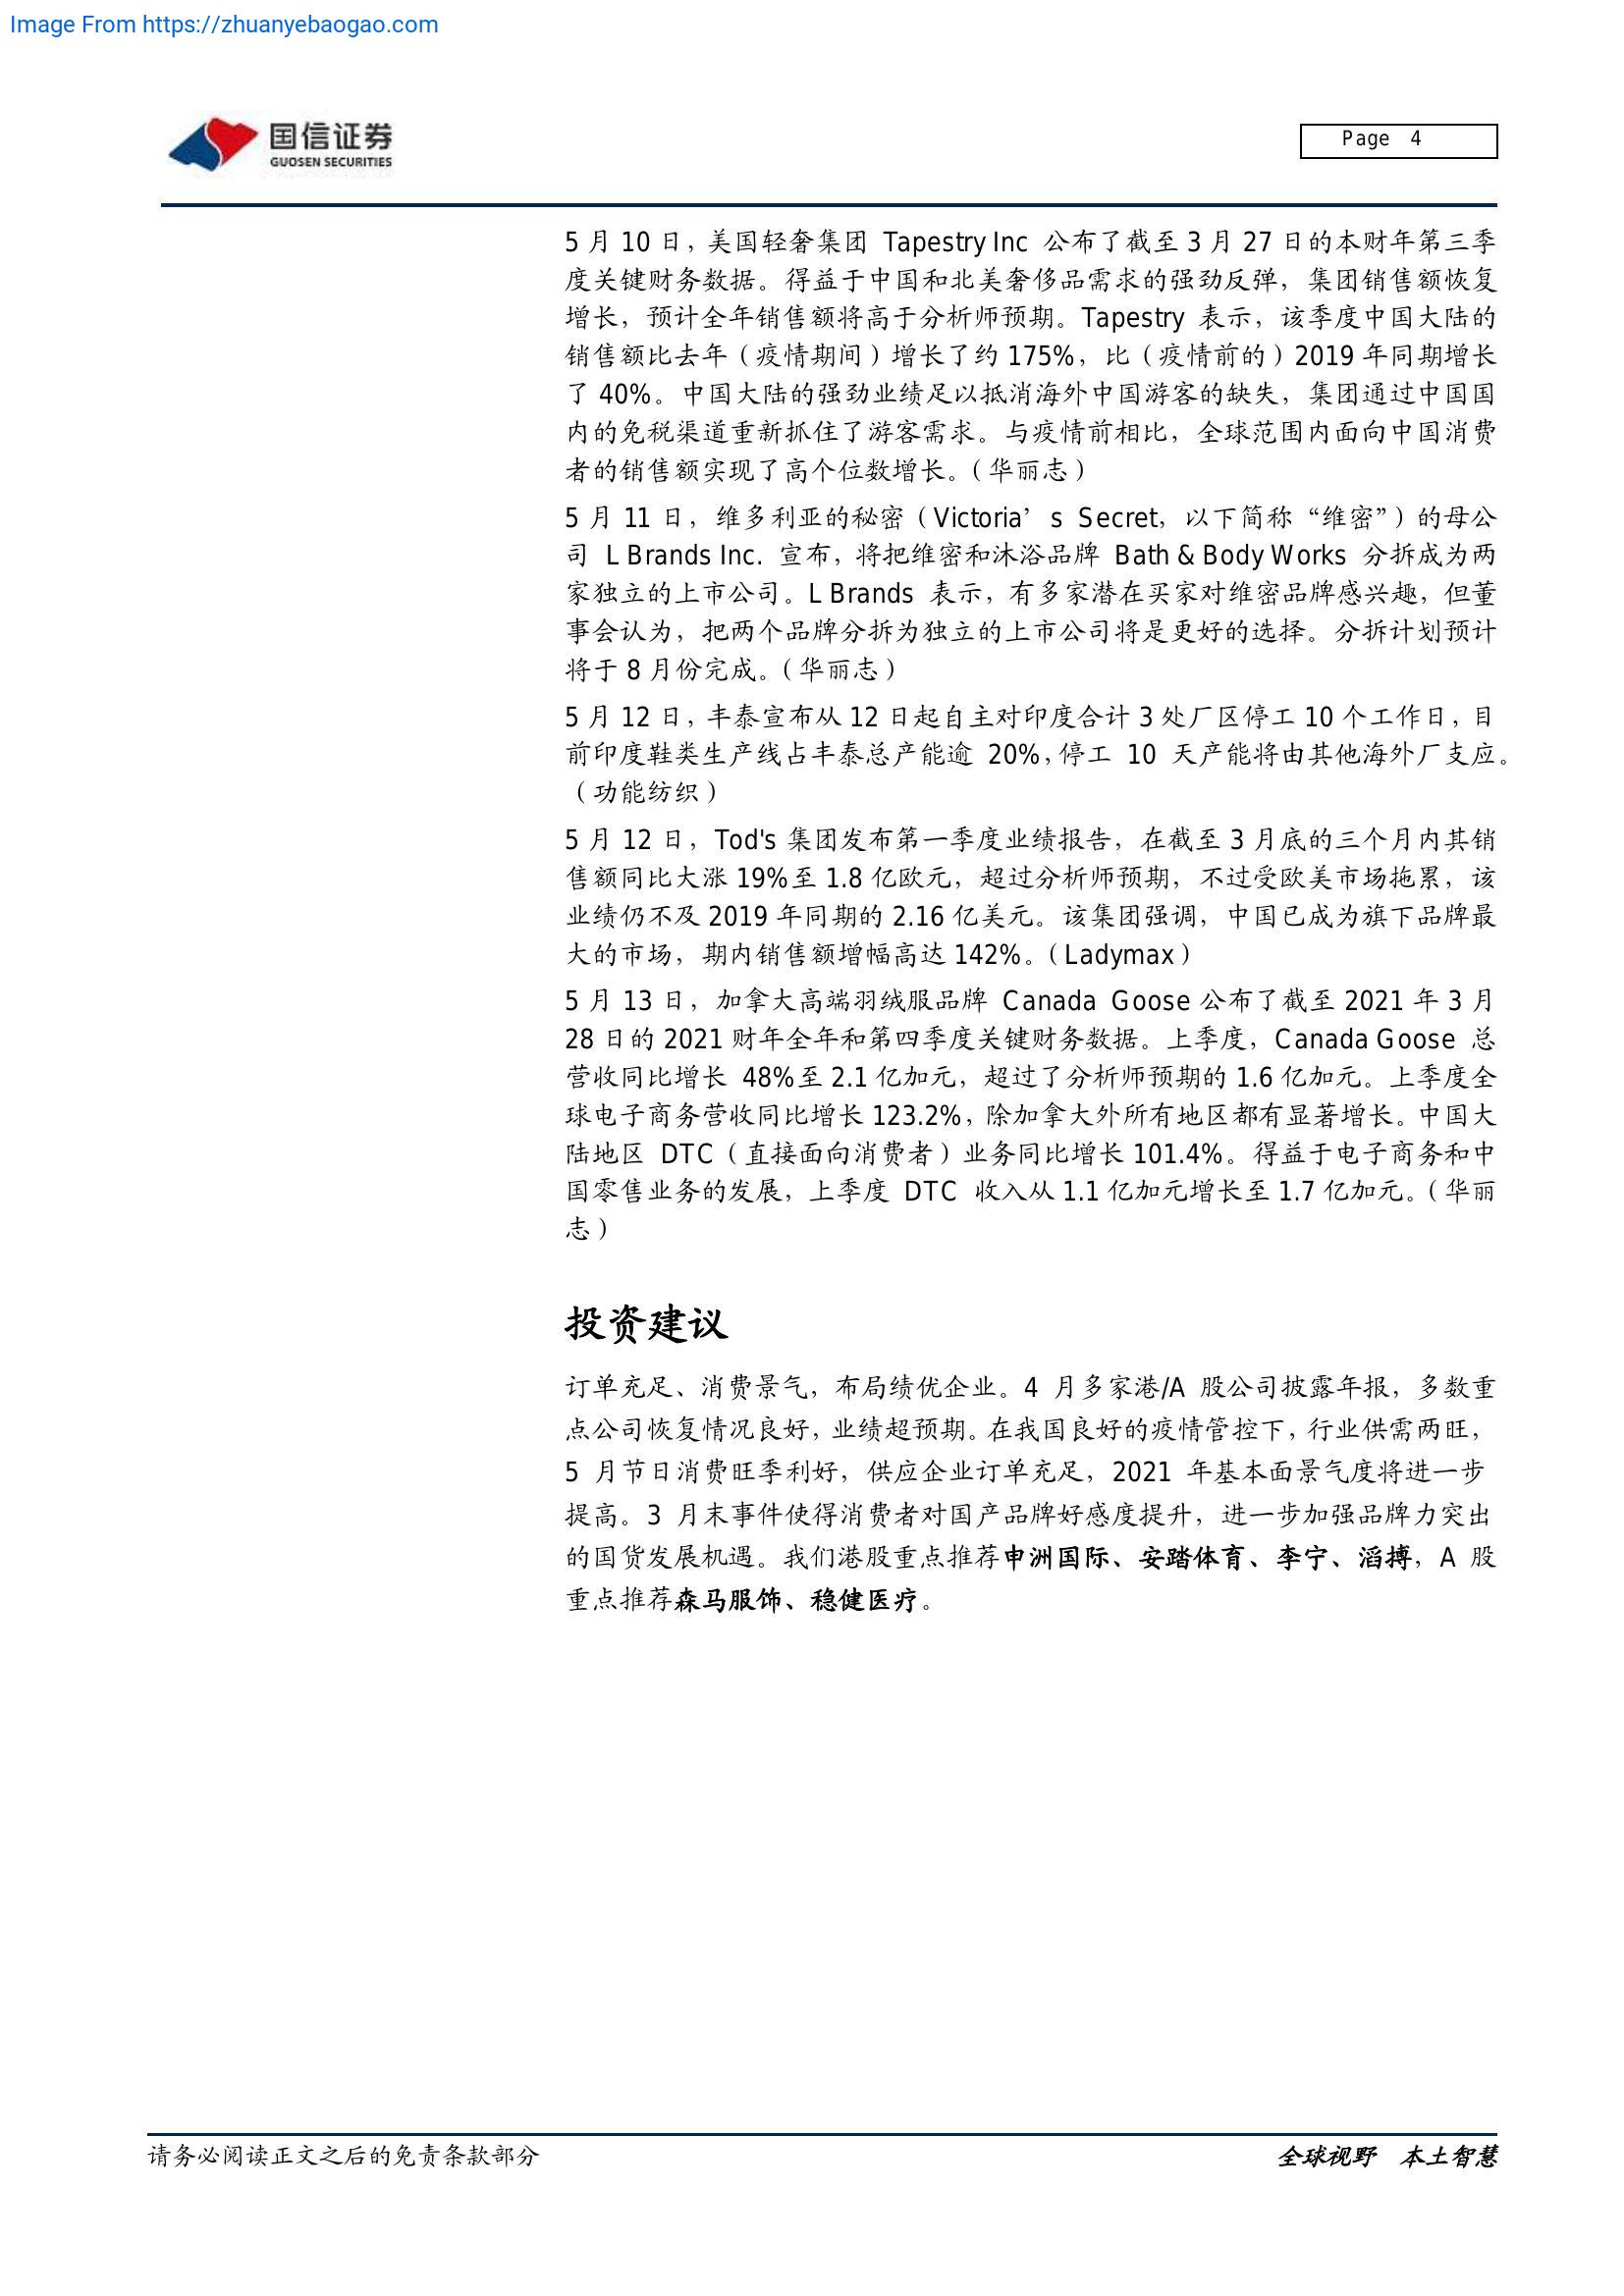 Image From https://zhuanyebaogao.com
国信证券
GUOSEN SECURITIES
Page 4
5 月 10 日，美国轻奢集团 Tapestry Inc 公布了截至 3 月 27 日的本财年第三季
度关键财务数据。得益于中国和北美奢侈品需求的强劲反弹，集团销售额恢复
增长，预计全年销售额将高于分析师预期。Tapestry 表示，该季度中国大陆的
销售额比去年（疫情期间）增长了约 175%，比（疫情前的）2019 年同期增长
了 40%。中国大陆的强劲业绩足以抵消海外中国游客的缺失，集团通过中国国
内的免税渠道重新抓住了游客需求。与疫情前相比，全球范围内面向中国消费
者的销售额实现了高个位数增长。（华丽志）
5 月 11 日，维多利亚的秘密（Victoria’s Secret，以下简称“维密”）的母公
司 L Brands Inc. 宣布，将把维密和沐浴品牌 Bath & Body Works 分拆成为两
家独立的上市公司。L Brands 表示，有多家潜在买家对维密品牌感兴趣，但董
事会认为，把两个品牌分拆为独立的上市公司将是更好的选择。分拆计划预计
将于 8 月份完成。（华丽志）
5 月 12 日，丰泰宣布从 12 日起自主对印度合计 3 处厂区停工 10 个工作日，目
前印度鞋类生产线占丰泰总产能逾 20%，停工 10 天产能将由其他海外厂支应。
（功能纺织）
5 月 12 日，Tod's 集团发布第一季度业绩报告，在截至 3 月底的三个月内其销
售额同比大涨 19%至 1.8 亿欧元，超过分析师预期，不过受欧美市场拖累，该
业绩仍不及 2019 年同期的 2.16 亿美元。该集团强调，中国已成为旗下品牌最
大的市场，期内销售额增幅高达 142%。（Ladymax）
5 月 13 日，加拿大高端羽绒服品牌 Canada Goose 公布了截至 2021 年 3 月
28 日的 2021 财年全年和第四季度关键财务数据。上季度，Canada Goose 总
营收同比增长 48%至 2.1 亿加元，超过了分析师预期的 1.6 亿加元。上季度全
球电子商务营收同比增长 123.2%，除加拿大外所有地区都有显著增长。中国大
陆地区 DTC（直接面向消费者）业务同比增长 101.4%。得益于电子商务和中
国零售业务的发展，上季度 DTC 收入从 1.1 亿加元增长至 1.7 亿加元。（华丽
志）
投资建议
订单充足、消费景气，布局绩优企业。4 月多家港/A 股公司披露年报，多数重
点公司恢复情况良好，业绩超预期。在我国良好的疫情管控下，行业供需两旺，
5 月节日消费旺季利好，供应企业订单充足，2021 年基本面景气度将进一步
提高。3 月末事件使得消费者对国产品牌好感度提升，进一步加强品牌力突出
的国货发展机遇。我们港股重点推荐申洲国际、安踏体育、李宁、滔搏，A 股
重点推荐森马服饰、稳健医疗。
请务必阅读正文之后的免责条款部分
全球视野 本土智慧